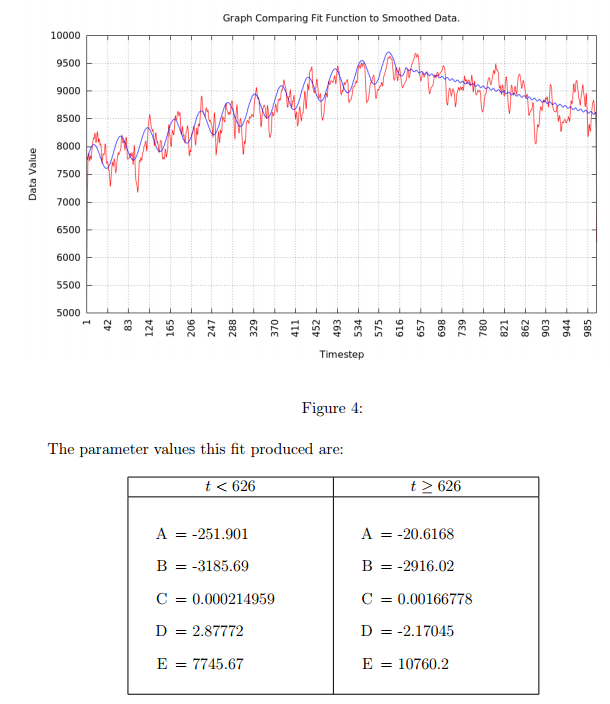 Graph Comparing Fit Function to Smoothed Data.
10000
9500
9000
8500
8000
7500
7000
6500
6000
5500
5000
Data Value
1 42 83 124 165 206 247 288 329 370 411 452 493 534 575 616 657 698 739 780 821 862 903 944 985
Timestep
Figure 4:
The parameter values this fit produced are:
t < 626 t ≥ 626
A = -251.901 A = -20.6168
B = -3185.69 B = -2916.02
C = 0.000214959 C = 0.00166778
D = 2.87772 D = -2.17045
E = 7745.67 E = 10760.2